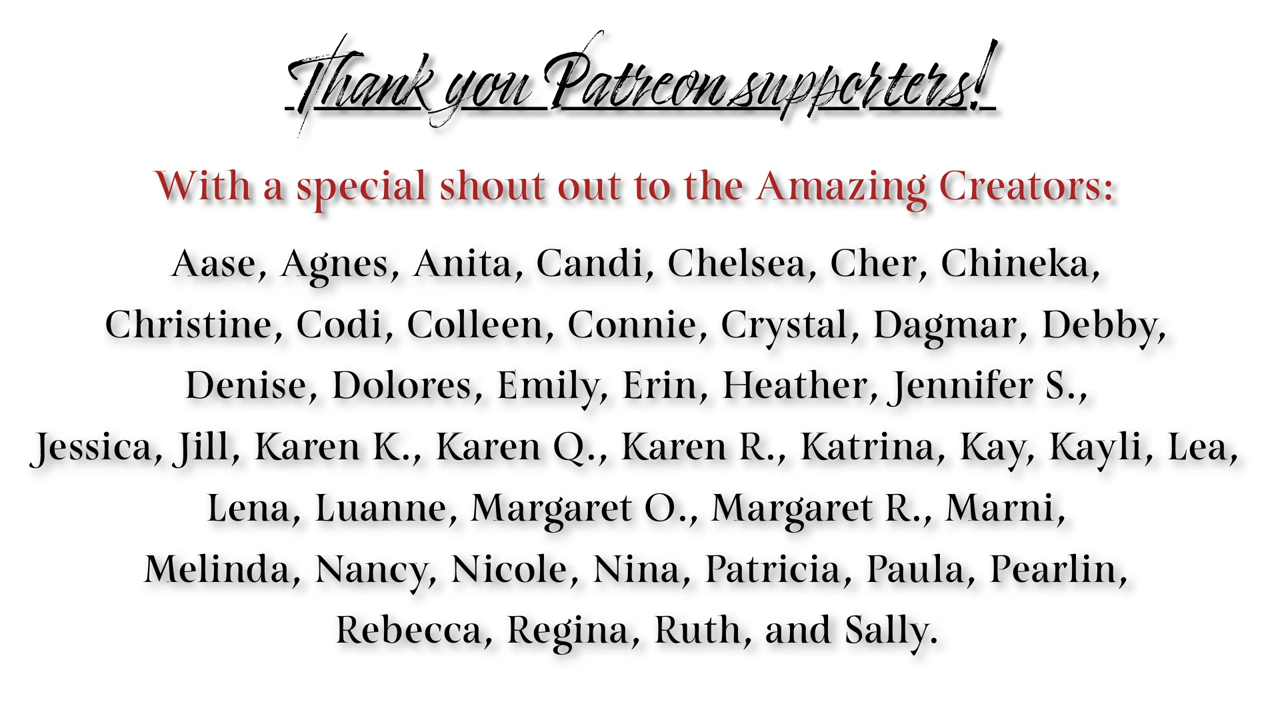 Thank you Patreon supporters!
With a special shout out to the Amazing Creators:
Aase, Agnes, Anita, Candi, Chelsea, Cher, Chineka,
Christine, Codi, Colleen, Connie, Crystal, Dagmar, Debby,
Denise, Dolores, Emily, Erin, Heather, Jennifer S.,
Jessica, Jill, Karen K., Karen Q., Karen R., Katrina, Kay, Kayli, Lea,
Lena, Luanne, Margaret O., Margaret R., Marni,
Melinda, Nancy, Nicole, Nina, Patricia, Paula, Pearlin,
Rebecca, Regina, Ruth, and Sally.